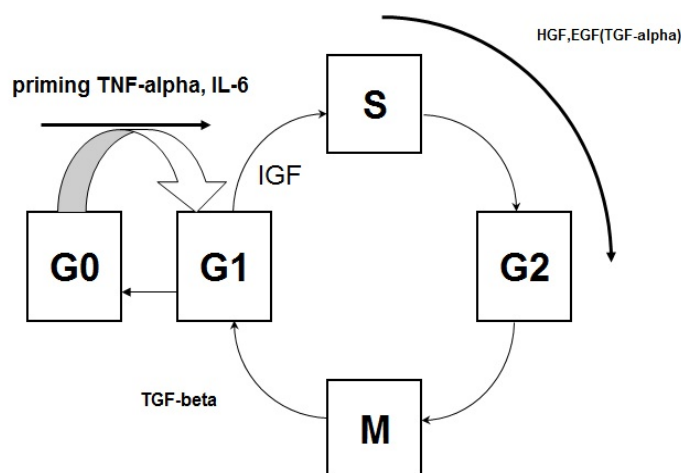 HGF,EGF(TGF-alpha)
priming TNF-alpha, IL-6
S
IGF
G0
G1
G2
TGF-beta
M